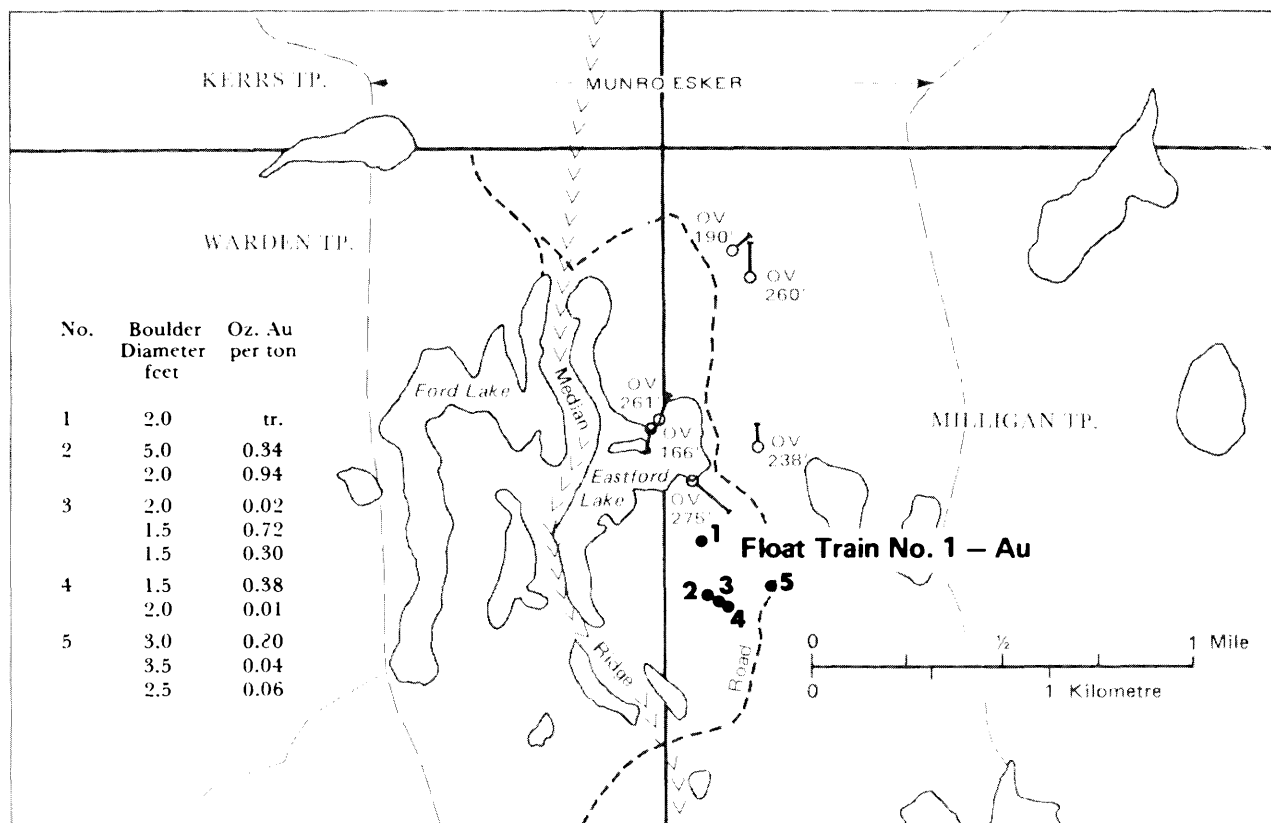 KERRS TP.
MUNRO ESKER
WARDEN TP.
OV
190'
OV
260'
No. Boulder Diameter feet Oz. Au per ton
1 2.0 tr.
2 5.0 0.34
2.0 0.94
3 2.0 0.02
1.5 0.72
1.5 0.30
4 1.5 0.38
2.0 0.01
5 3.0 0.20
3.5 0.04
2.5 0.06
Ford Lake
Median
OV
261'
OV
166'
Eastford
Lake
OV
238'
OV
275'
MILLIGAN TP.
1
Float Train No. 1 – Au
2
3
4
5
Ridge
Road
0 ½ 1 Mile
0 1 Kilometre